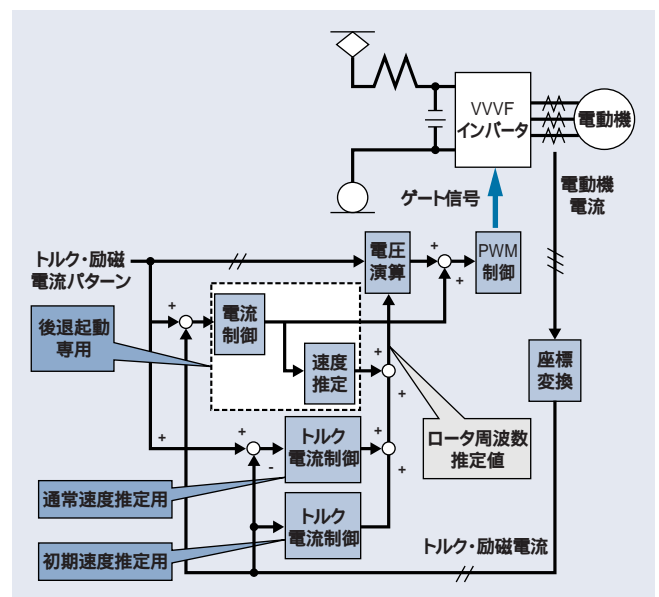 VVVF
インバータ
電動機
ゲート信号
電動機
電流
トルク・励磁
電流パターン
電圧
演算
+
+
PWM
制御
後退起動
専用
+
電流
制御
速度
推定
+
+
座標
変換
ロータ周波数
推定値
+
+
-
トルク
電流制御
+
+
通常速度推定用
トルク
電流制御
初期速度推定用
トルク・励磁電流